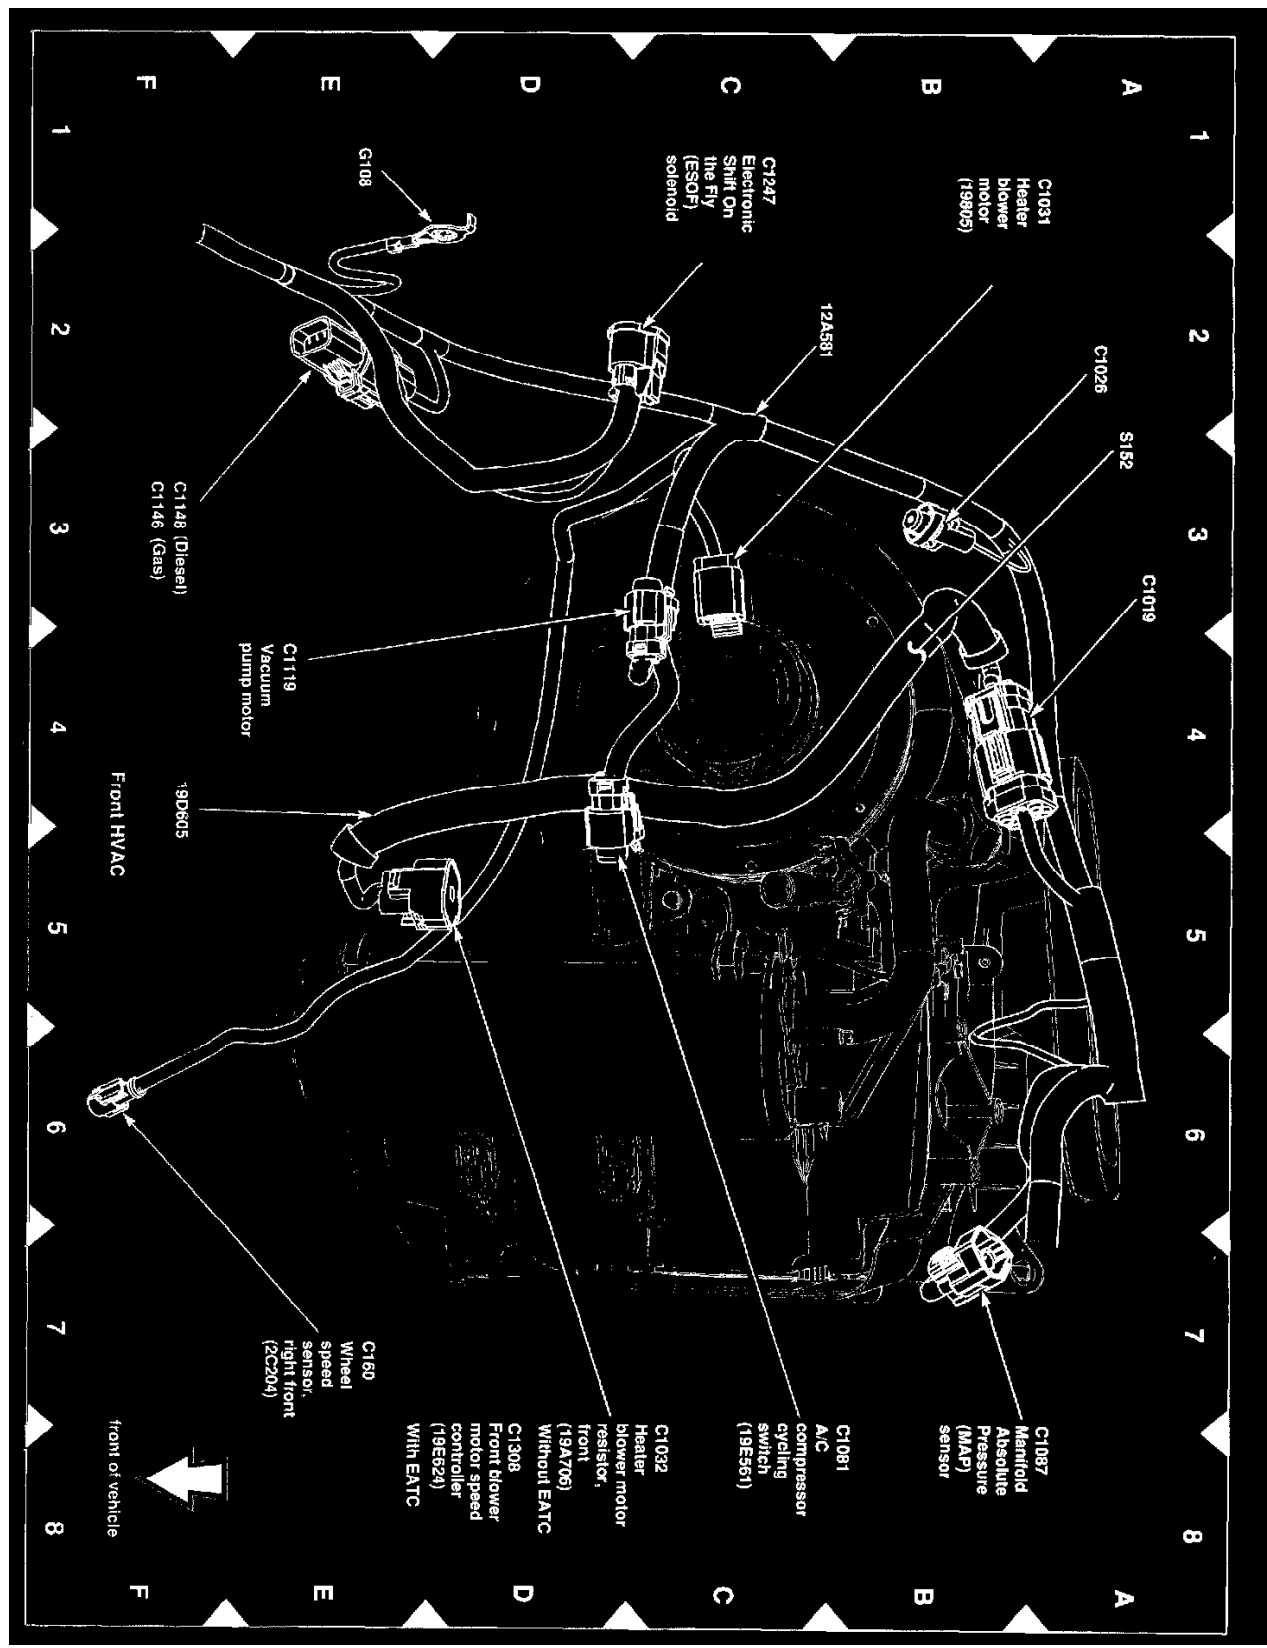 A
B
C
D
E
F
1
2
3
4
5
6
7
8
1
2
3
4
5
6
7
8
A
B
C
D
E
F
C1031
Heater
blower
motor
(19805)
C1247
Electronic
Shift On
the Fly
(ESOF)
solenoid
G108
12A581
C1026
S152
C1019
C1148 (Diesel)
C1146 (Gas)
C1119
Vacuum
pump motor
19D605
Front HVAC
C160
Wheel
speed
sensor,
right front
(2C204)
C1087
Manifold
Absolute
Pressure
(MAP)
sensor
C1081
A/C
compressor
cycling
switch
(19E561)
C1032
Heater
blower motor
resistor,
front
(19A706)
Without EATC
C1308
Front blower
motor speed
controller
(19E624)
With EATC
front of vehicle